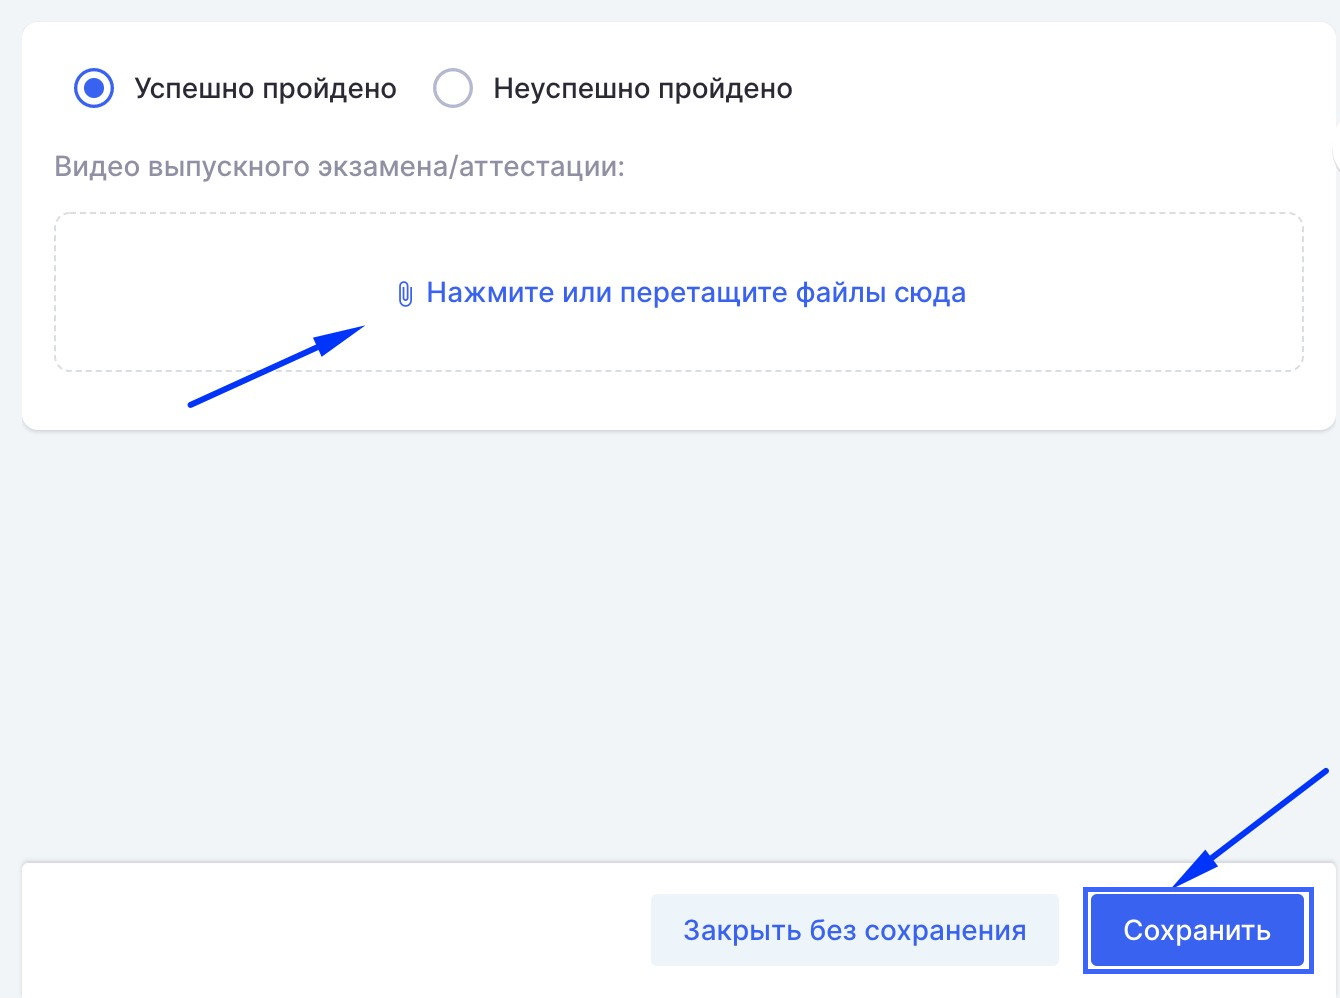 Успешно пройдено Неуспешно пройдено
Видео выпускного экзамена/аттестации:
Нажмите или перетащите файлы сюда
Закрыть без сохранения Сохранить